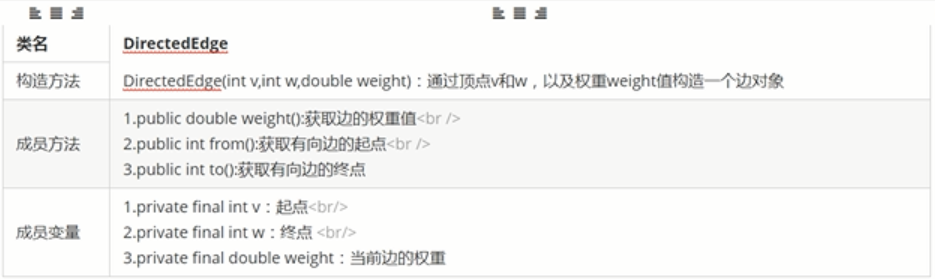 类名 DirectedEdge
构造方法 DirectedEdge(int v,int w,double weight)：通过顶点v和w，以及权重weight值构造一个边对象
成员方法
1.public double weight():获取边的权重值<br />
2.public int from():获取有向边的起点<br />
3.public int to():获取有向边的终点
成员变量
1.private final int v：起点<br/>
2.private final int w：终点 <br/>
3.private final double weight：当前边的权重